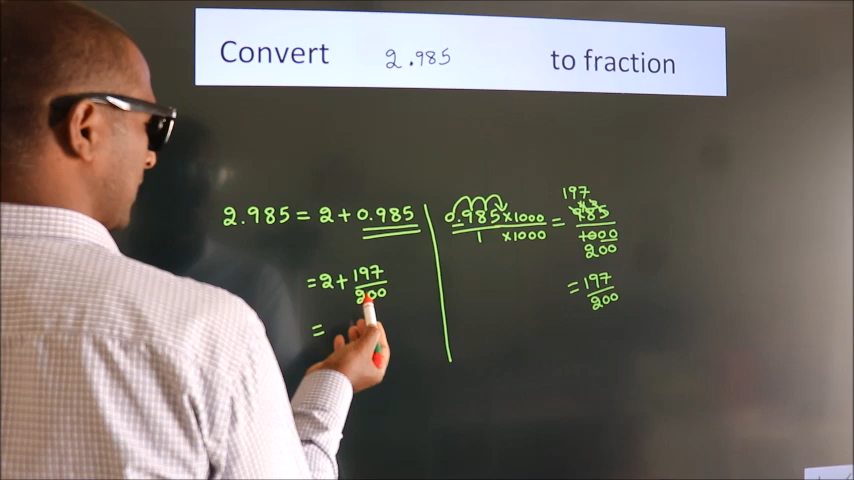 Convert 2.985 to fraction
2.985 = 2 + 0.985
= 2 + 197/200
=
0.985 × 1000 / 1 × 1000 = 985/1000
197
200
= 197/200